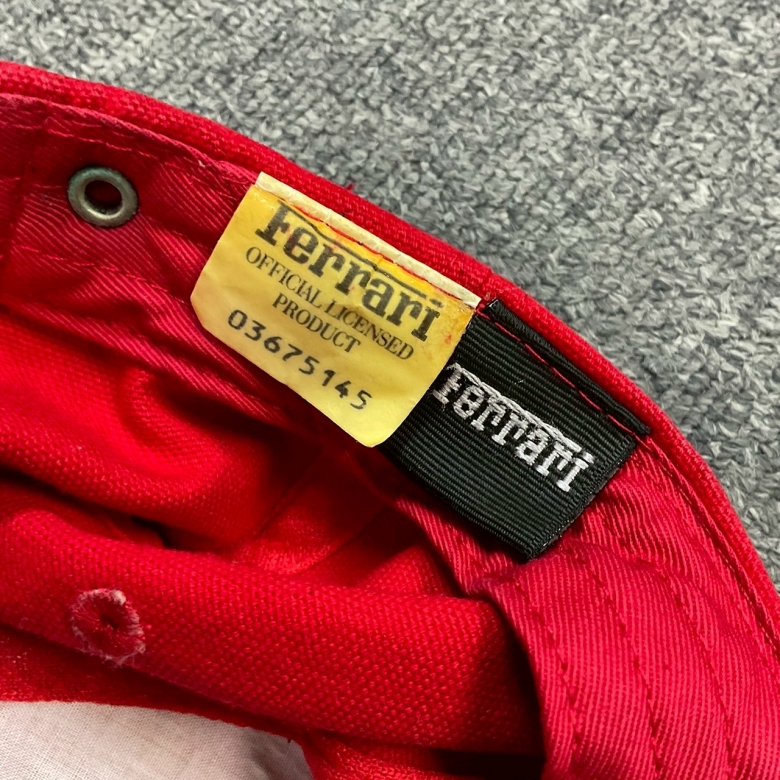 Ferrari
OFFICIAL LICENSED
PRODUCT
03675145
Ferrari